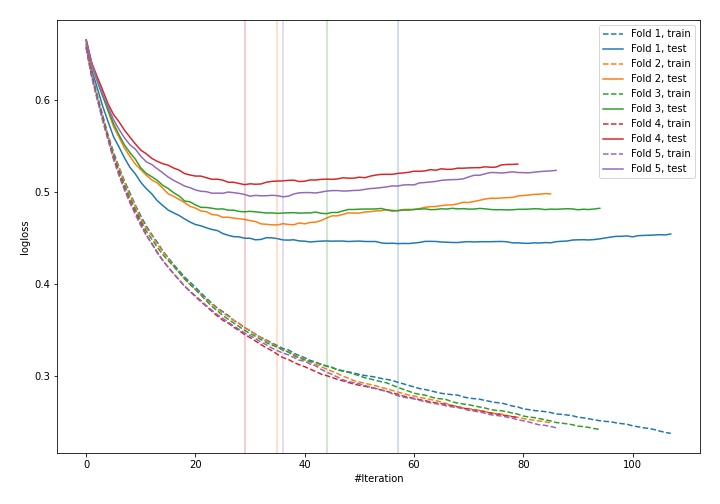 Fold 1, train
Fold 1, test
Fold 2, train
Fold 2, test
Fold 3, train
Fold 3, test
Fold 4, train
Fold 4, test
Fold 5, train
Fold 5, test
0.6
0.5
0.4
0.3
logloss
0 20 40 60 80 100
#Iteration